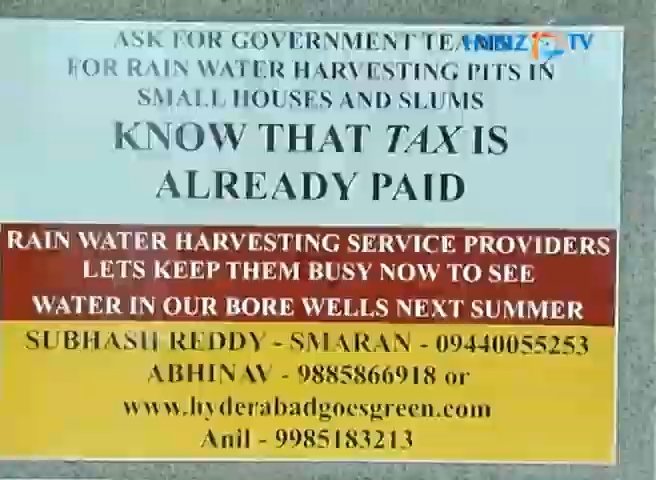 ASK FOR GOVERNMENT
FOR RAIN WATER HARVESTING PITS IN
SMALL HOUSES AND SLUMS
KNOW THAT TAX IS
ALREADY PAID
RAIN WATER HARVESTING SERVICE PROVIDERS
LETS KEEP THEM BUSY NOW TO SEE
WATER IN OUR BORE WELLS NEXT SUMMER
SUBHASH REDDY - SMARAN - 09440055253
ABHINAV - 9885866918 or
www.hyderabadgoesgreen.com
Anil - 9985183213
TV